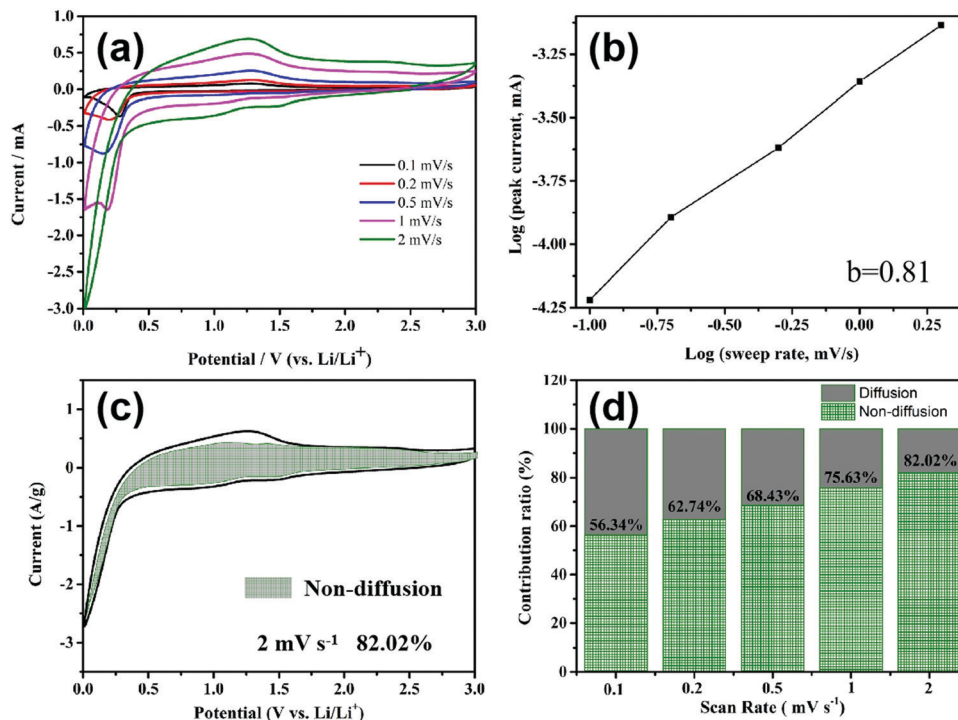 (a)
1.0
0.5
0.0
-0.5
-1.0
-1.5
-2.0
-2.5
-3.0
Current / mA
0.1 mV/s
0.2 mV/s
0.5 mV/s
1 mV/s
2 mV/s
0.0 0.5 1.0 1.5 2.0 2.5 3.0
Potential / V (vs. Li/Li+)
(b)
-3.25
-3.50
-3.75
-4.00
-4.25
Log (peak current, mA)
b=0.81
-1.00 -0.75 -0.50 -0.25 0.00 0.25
Log (sweep rate, mV/s)
(c)
1
0
-1
-2
-3
Current (A/g)
Non-diffusion
2 mV s-1 82.02%
0.0 0.5 1.0 1.5 2.0 2.5 3.0
Potential (V vs. Li/Li+)
(d)
120
100
80
60
40
20
0
Contribution ratio (%)
Diffusion
Non-diffusion
56.34%
62.74%
68.43%
75.63%
82.02%
0.1 0.2 0.5 1 2
Scan Rate ( mV s-1)